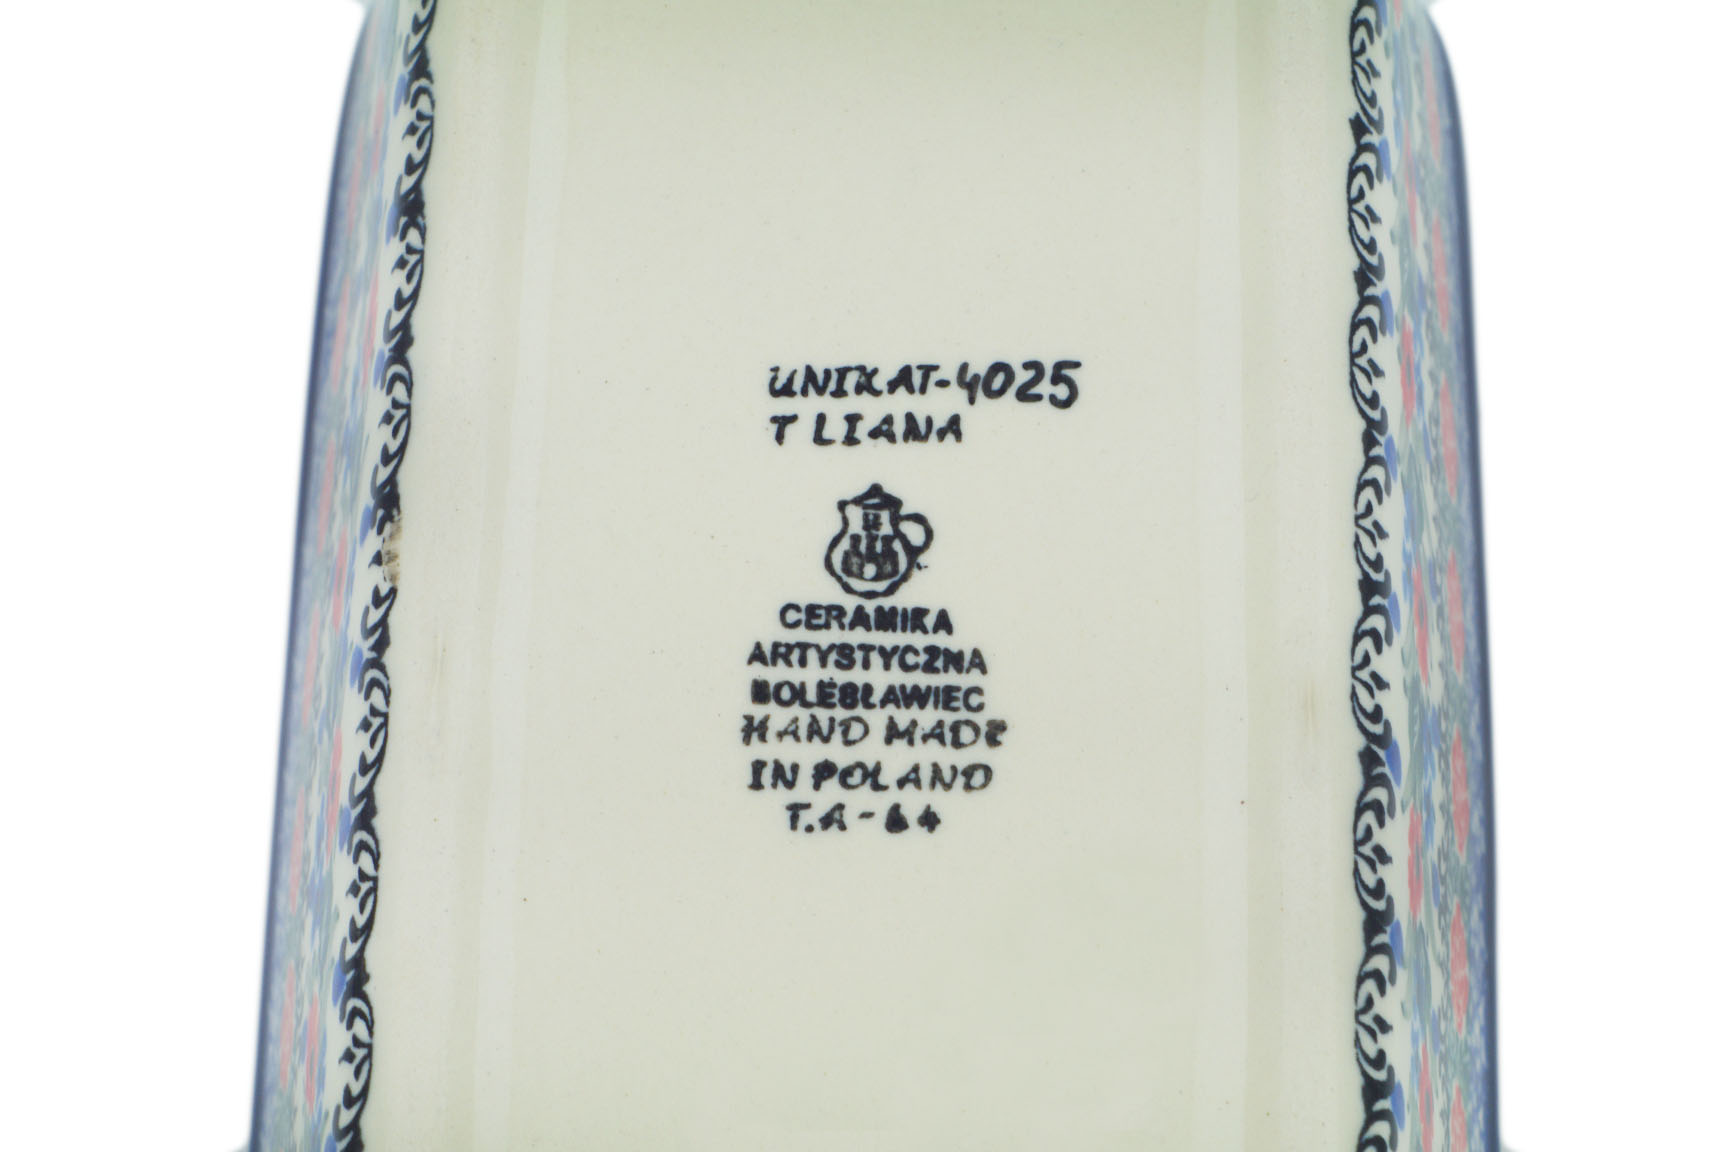 UNIKAT-4025
T LIANA
CERAMIKA
ARTYSTYCZNA
BOLESŁAWIEC
HAND MADE
IN POLAND
T.A-64